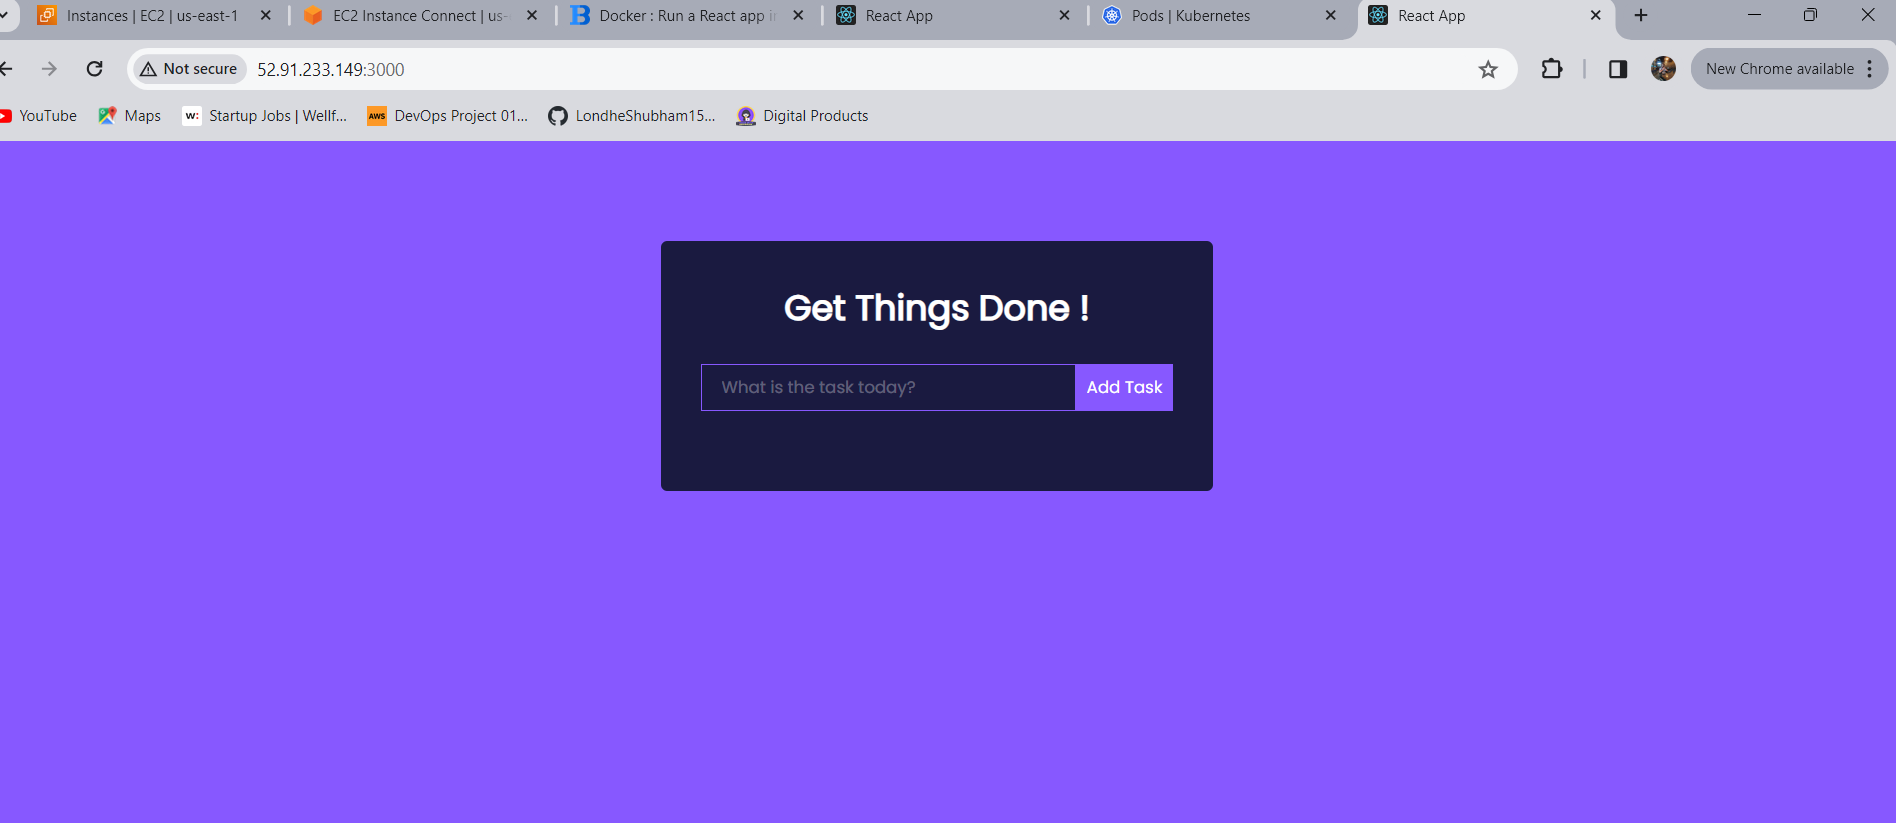 Instances | EC2 | us-east-1
EC2 Instance Connect | us-
Docker : Run a React app i
React App
Pods | Kubernetes
React App
Not secure
52.91.233.149:3000
New Chrome available
YouTube
Maps
w:
Startup Jobs | Wellf...
AWS
DevOps Project 01...
LondheShubham15...
Digital Products
Get Things Done !
What is the task today?
Add Task